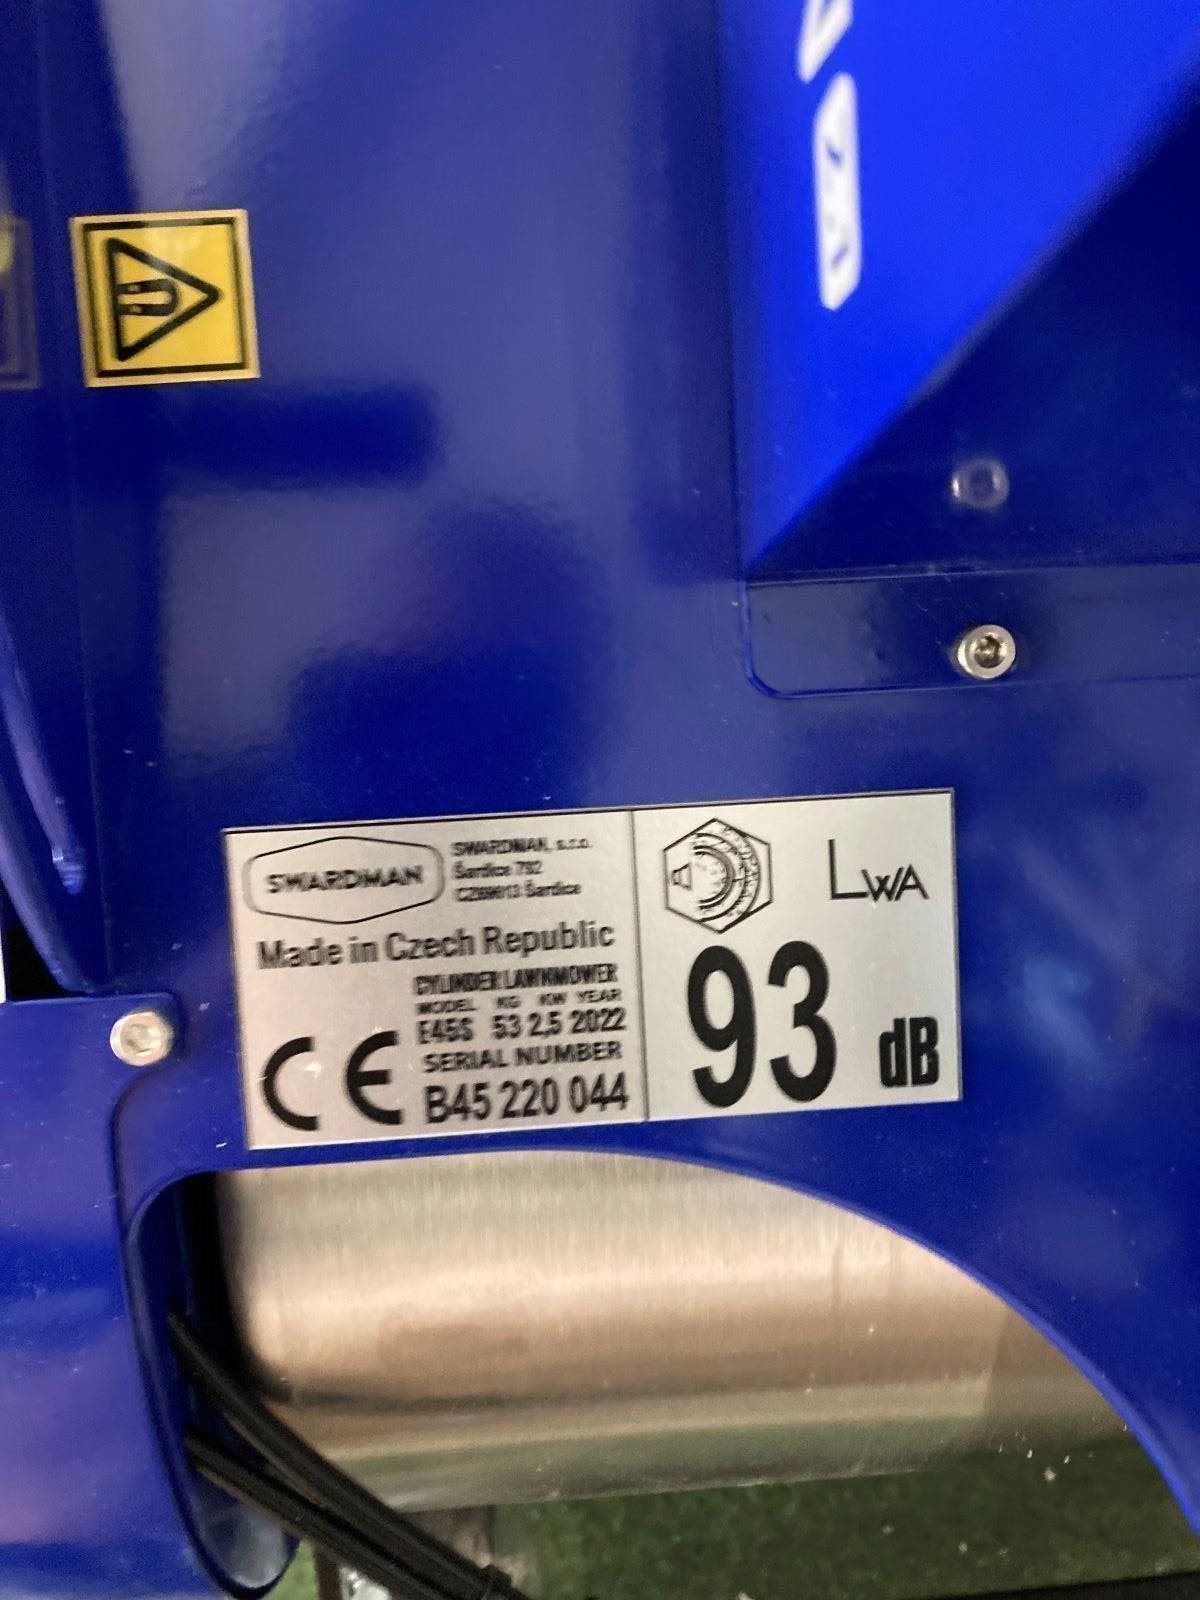 SWARDMAN
SWARDMAN, s.r.o.
Šardice 792
CZ69613 Šardice
Made in Czech Republic
CYLINDER LAWNMOWER
MODEL KG KW YEAR
E45S 53 2,5 2022
SERIAL NUMBER
B45 220 044
CE
LWA
93 dB